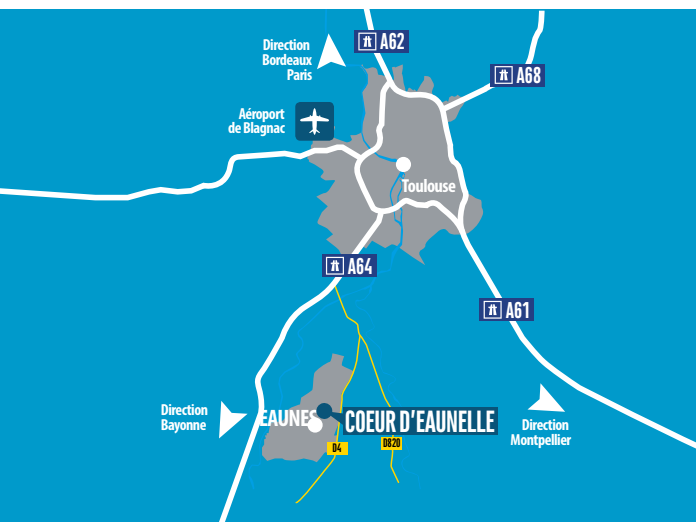 Direction
Bordeaux
Paris
A62
A68
Aéroport
de Blagnac
Toulouse
A64
A61
Direction
Bayonne
EAUNES
COEUR D'EAUNELLE
Direction
Montpellier
D4
D820